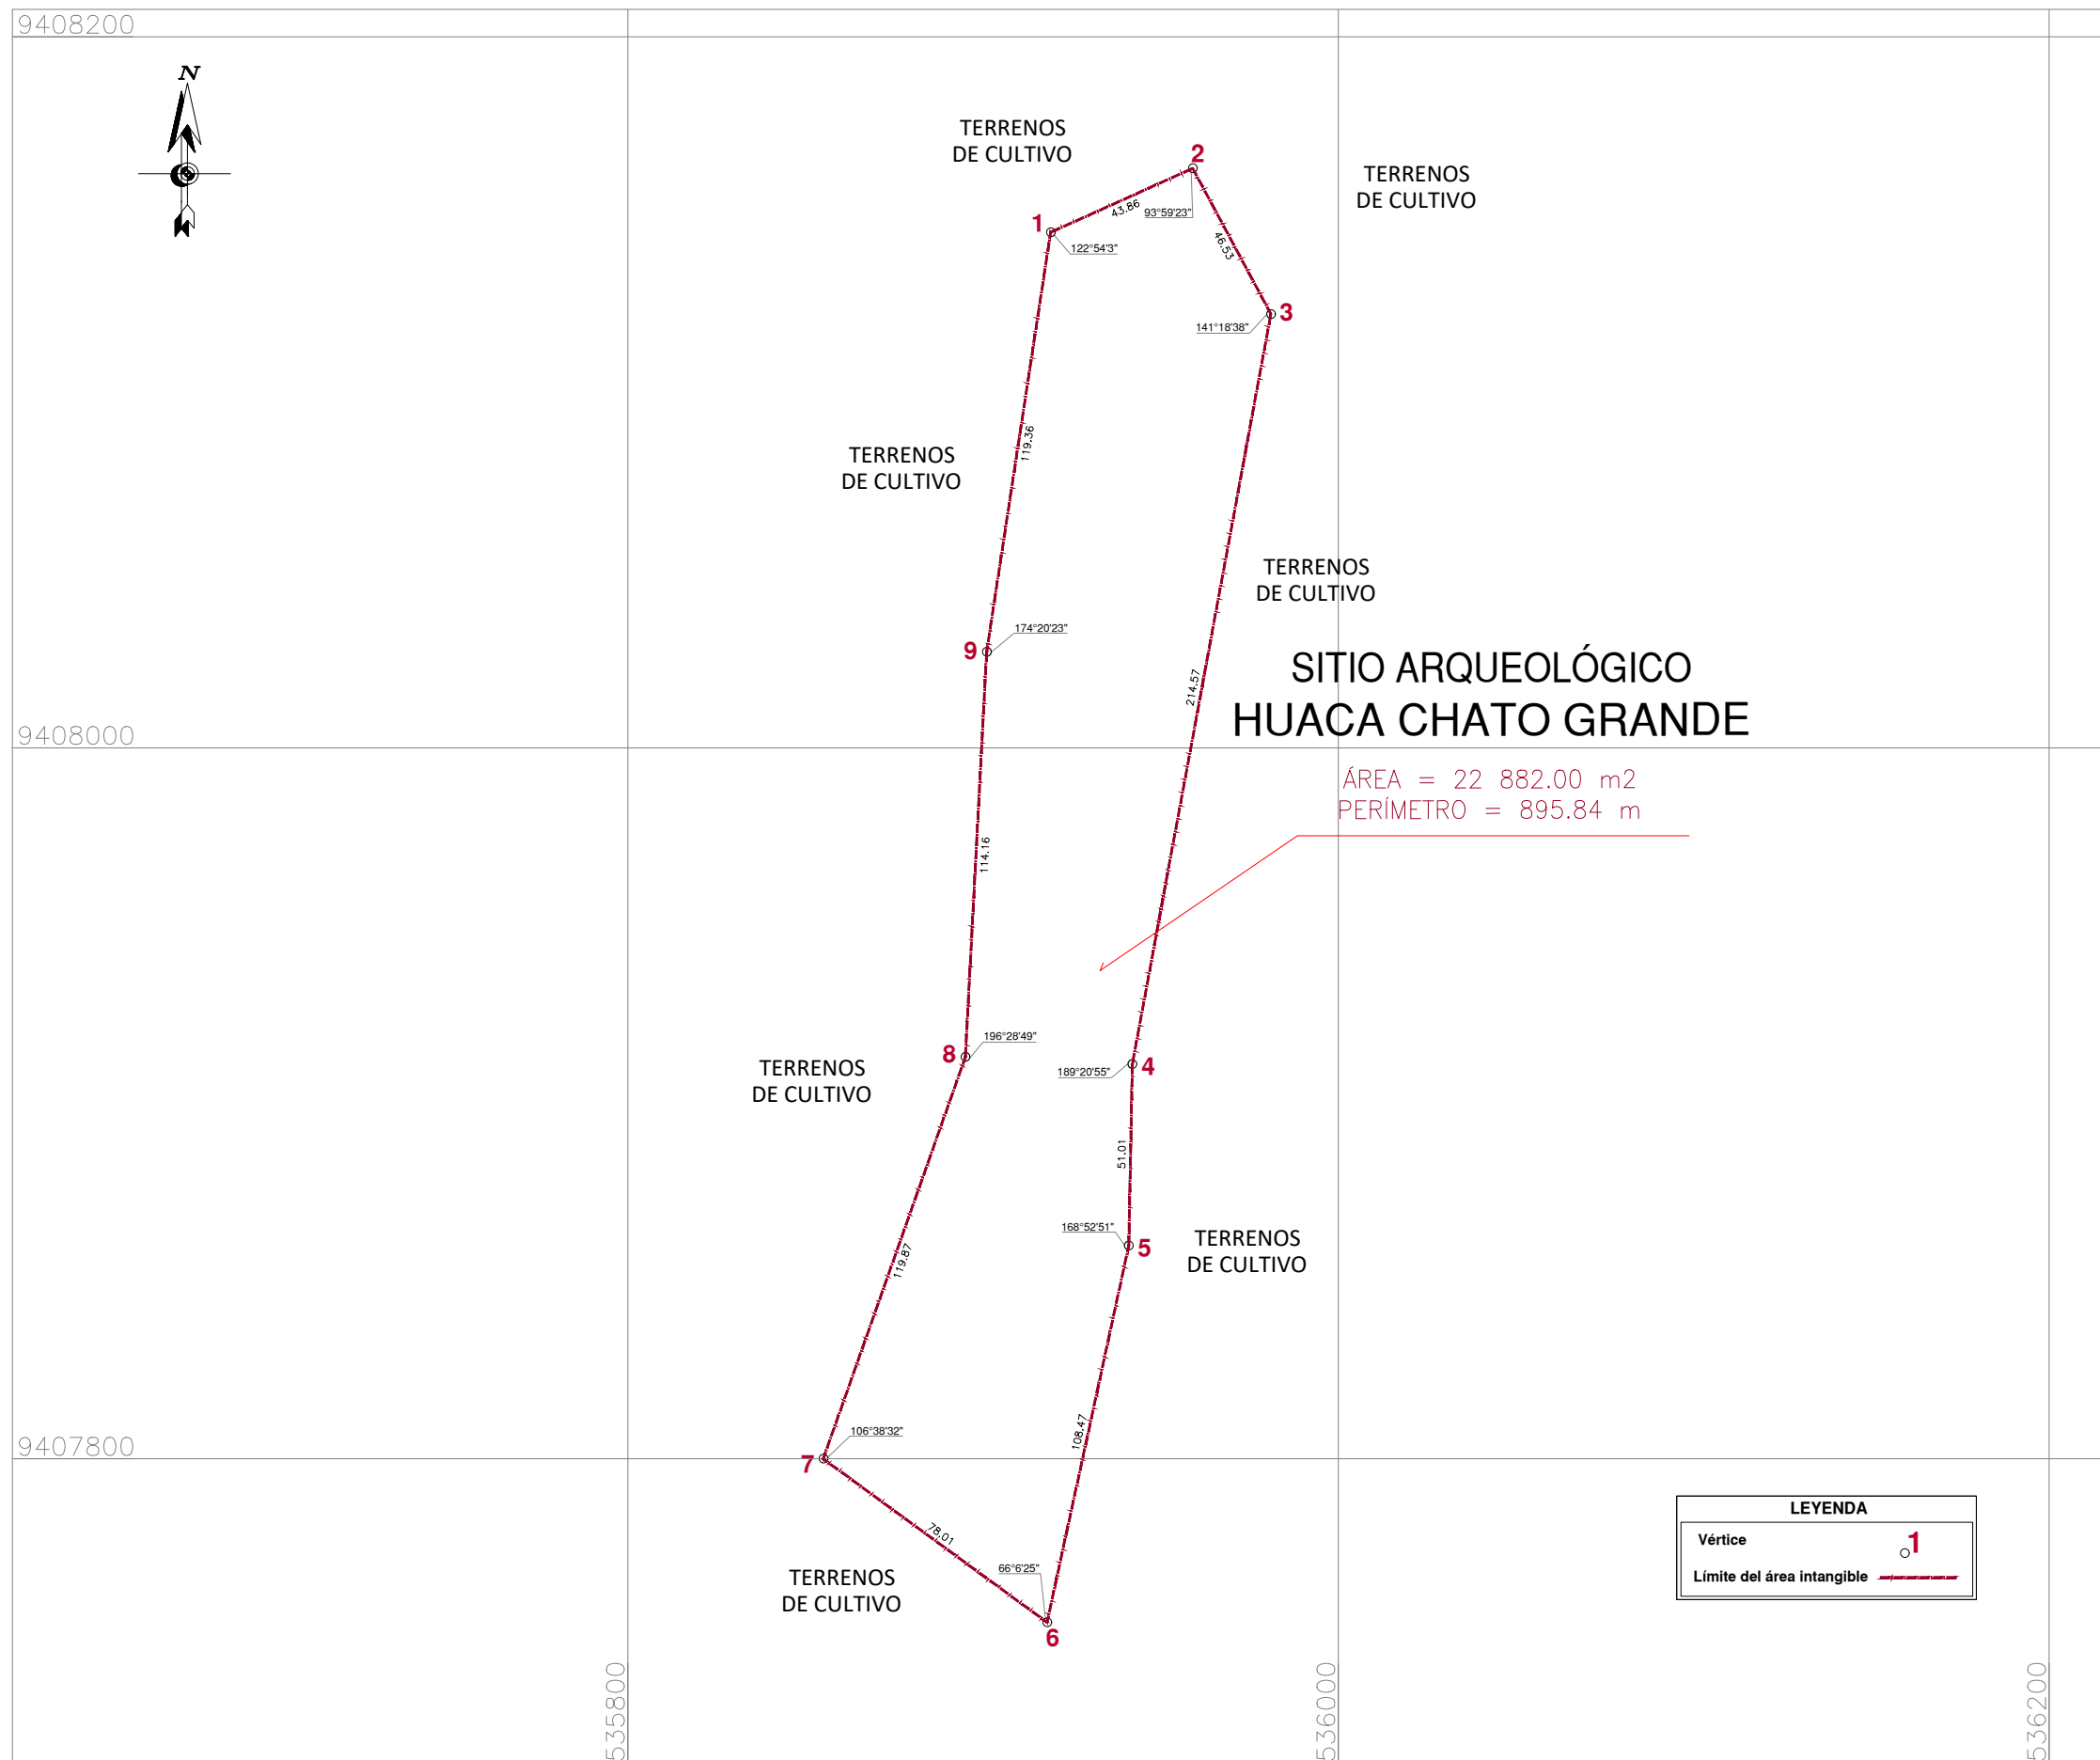 9408200
N
TERRENOS
DE CULTIVO
2
TERRENOS
DE CULTIVO
43.86
93°59'23"
1
122°54'3"
46.53
3
141°18'38"
119.36
TERRENOS
DE CULTIVO
TERRENOS
DE CULTIVO
174°20'23"
9
214.57
SITIO ARQUEOLÓGICO
HUACA CHATO GRANDE
9408000
ÁREA = 22 882.00 m2
PERÍMETRO = 895.84 m
114.16
196°28'49"
8
TERRENOS
DE CULTIVO
4
189°20'55"
51.01
168°52'51"
5
TERRENOS
DE CULTIVO
119.87
108.47
106°38'32"
9407800
7
78.01
66°6'25"
TERRENOS
DE CULTIVO
6
LEYENDA
Vértice 1
Límite del área intangible
535800
536000
536200